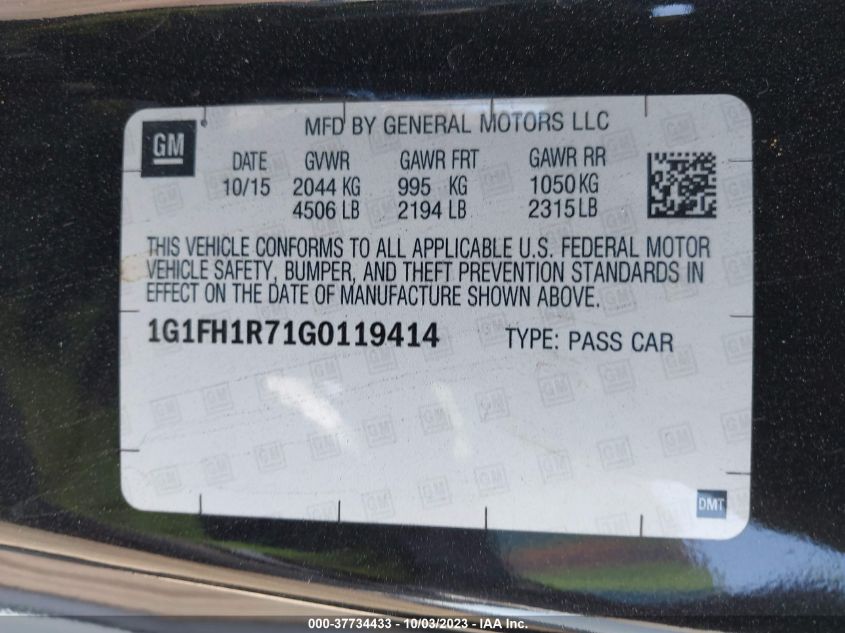 GM
MFD BY GENERAL MOTORS LLC
DATE GVWR GAWR FRT GAWR RR
10/15 2044 KG 995 KG 1050 KG
4506 LB 2194 LB 2315 LB
THIS VEHICLE CONFORMS TO ALL APPLICABLE U.S. FEDERAL MOTOR
VEHICLE SAFETY, BUMPER, AND THEFT PREVENTION STANDARDS IN
EFFECT ON THE DATE OF MANUFACTURE SHOWN ABOVE.
1G1FH1R71G0119414 TYPE: PASS CAR
DMT
000-37734433 - 10/03/2023 - IAA Inc.